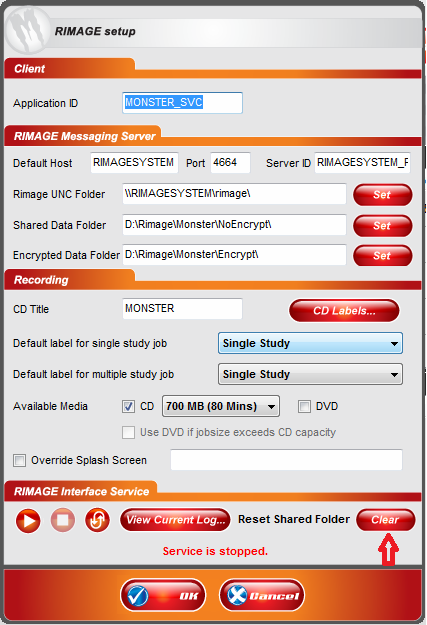 RIMAGE setup
Client
Application ID MONSTER_SVC
RIMAGE Messaging Server
Default Host RIMAGESYSTEM Port 4664 Server ID RIMAGESYSTEM_F
Rimage UNC Folder \\RIMAGESYSTEM\rimage\ Set
Shared Data Folder D:\Rimage\Monster\NoEncrypt\ Set
Encrypted Data Folder D:\Rimage\Monster\Encrypt\ Set
Recording
CD Title MONSTER CD Labels...
Default label for single study job Single Study
Default label for multiple study job Single Study
Available Media CD 700 MB (80 Mins) DVD
Use DVD if jobsize exceeds CD capacity
Override Splash Screen
RIMAGE Interface Service
View Current Log... Reset Shared Folder Clear
Service is stopped.
OK Cancel